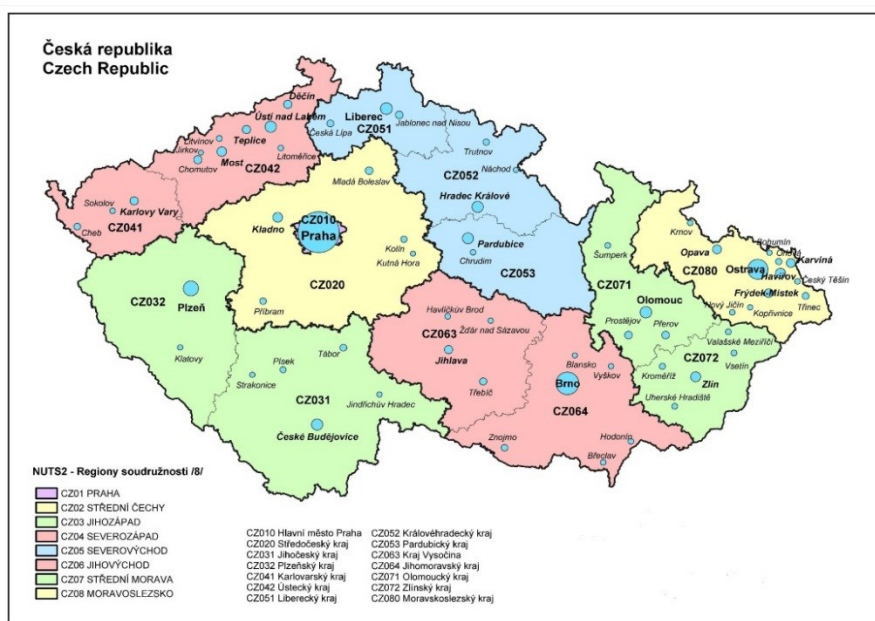 Česká republika
Czech Republic
Děčín
Ústí nad Labem
Teplice
Litvínov
Jirkov
Most
Chomutov
Litoměřice
CZ042
Liberec
CZ051
Česká Lípa
Jablonec nad Nisou
Trutnov
CZ052
Náchod
Hradec Králové
Mladá Boleslav
Sokolov
Karlovy Vary
Cheb
CZ041
Kladno
CZ010
Praha
Kolín
Kutná Hora
CZ020
Příbram
Pardubice
Chrudim
CZ053
Šumperk
CZ071
Olomouc
Prostějov
Přerov
Krnov
Opava
CZ080
Bohumín
Orlová
Karviná
Ostrava
Havířov
Český Těšín
Frýdek-Místek
Nový Jičín
Kopřivnice
Třinec
CZ032
Plzeň
Klatovy
Havlíčkův Brod
CZ063
Žďár nad Sázavou
Jihlava
Třebíč
Tábor
Písek
Strakonice
CZ031
Jindřichův Hradec
České Budějovice
Blansko
Vyškov
Brno
CZ064
Znojmo
Hodonín
Břeclav
Valašské Meziříčí
CZ072
Vsetín
Kroměříž
Zlín
Uherské Hradiště
NUTS2 - Regiony soudružnosti /8/
CZ01 PRAHA
CZ02 STŘEDNÍ ČECHY
CZ03 JIHOZÁPAD
CZ04 SEVEROZÁPAD
CZ05 SEVEROVÝCHOD
CZ06 JIHOVÝCHOD
CZ07 STŘEDNÍ MORAVA
CZ08 MORAVOSLEZSKO
CZ010 Hlavní město Praha
CZ020 Středočeský kraj
CZ031 Jihočeský kraj
CZ032 Plzeňský kraj
CZ041 Karlovarský kraj
CZ042 Ústecký kraj
CZ051 Liberecký kraj
CZ052 Královéhradecký kraj
CZ053 Pardubický kraj
CZ063 Kraj Vysočina
CZ064 Jihomoravský kraj
CZ071 Olomoucký kraj
CZ072 Zlínský kraj
CZ080 Moravskoslezský kraj